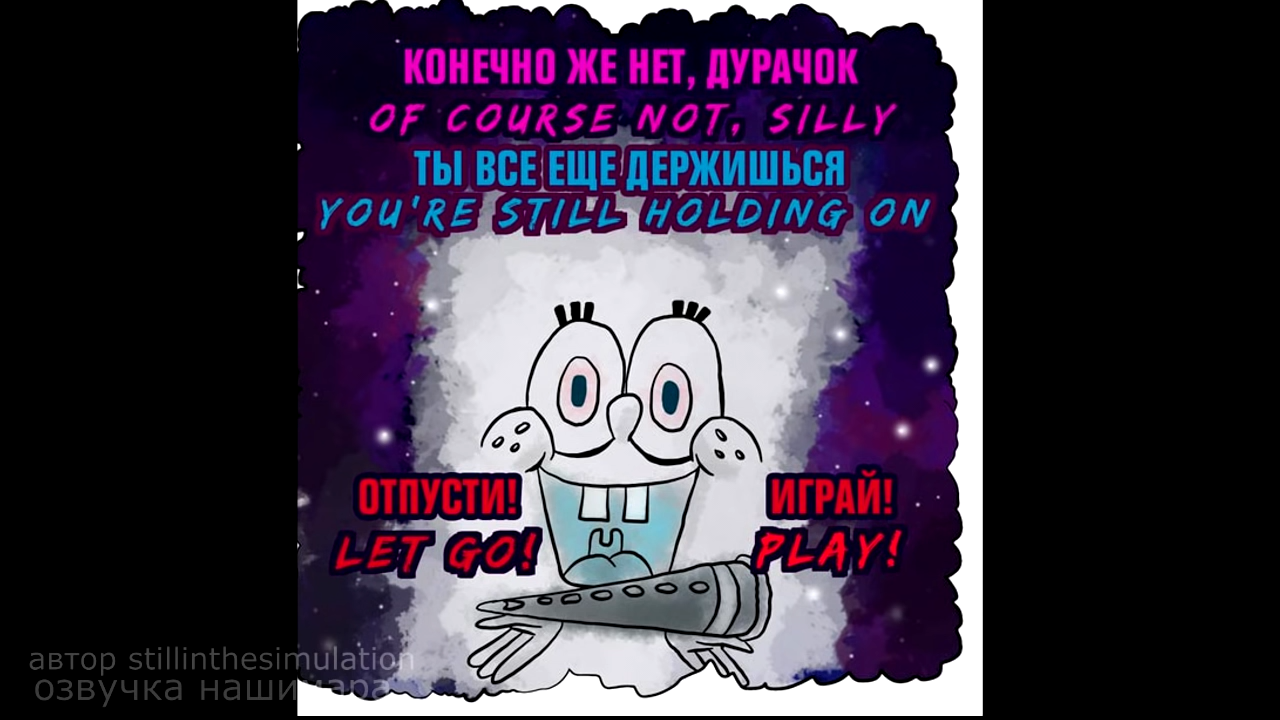 КОНЕЧНО ЖЕ НЕТ, ДУРАЧОК
OF COURSE NOT, SILLY
ТЫ ВСЕ ЕЩЕ ДЕРЖИШЬСЯ
YOU'RE STILL HOLDING ON
ОТПУСТИ!
LET GO!
ИГРАЙ!
PLAY!
автор stillinthesimulation
озвучка